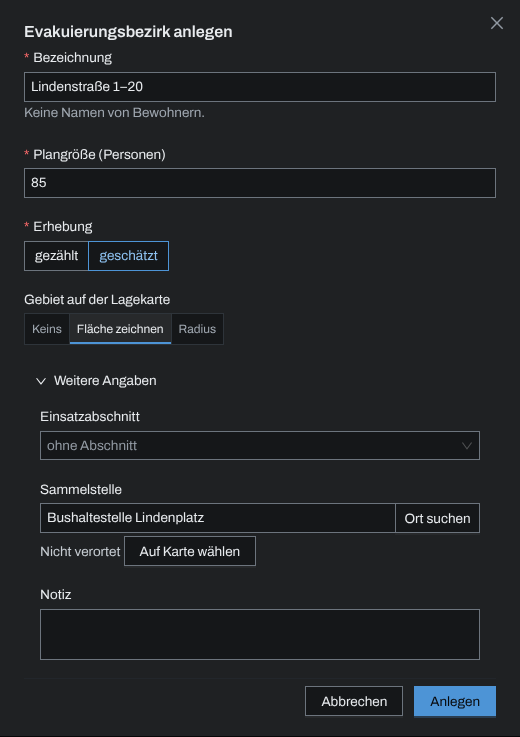 Evakuierungsbezirk anlegen
* Bezeichnung
Lindenstraße 1–20
Keine Namen von Bewohnern.
* Plangröße (Personen)
85
* Erhebung
gezählt geschätzt
Gebiet auf der Lagekarte
Keins Fläche zeichnen Radius
Weitere Angaben
Einsatzabschnitt
ohne Abschnitt
Sammelstelle
Bushaltestelle Lindenplatz Ort suchen
Nicht verortet Auf Karte wählen
Notiz
Abbrechen Anlegen